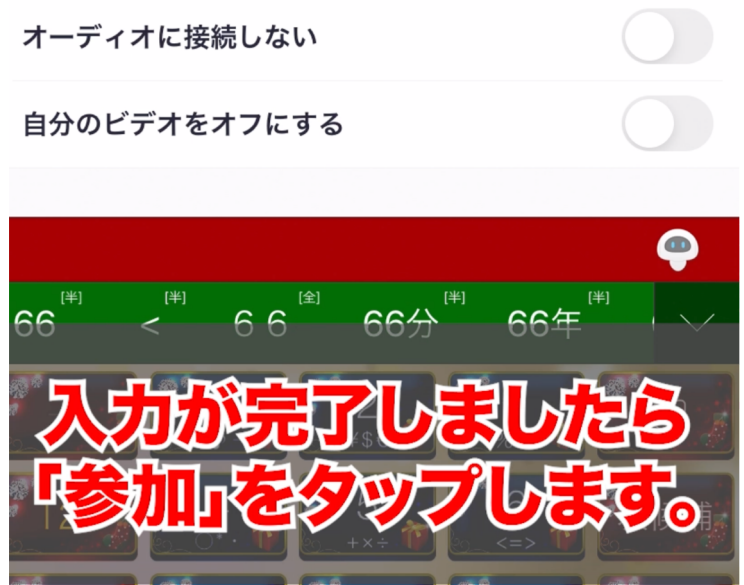 オーディオに接続しない
自分のビデオをオフにする
[半] [半] [全] [半] [半]
66 < 66 66分 66年
入力が完了しましたら
「参加」をタップします。
+×÷ <=>